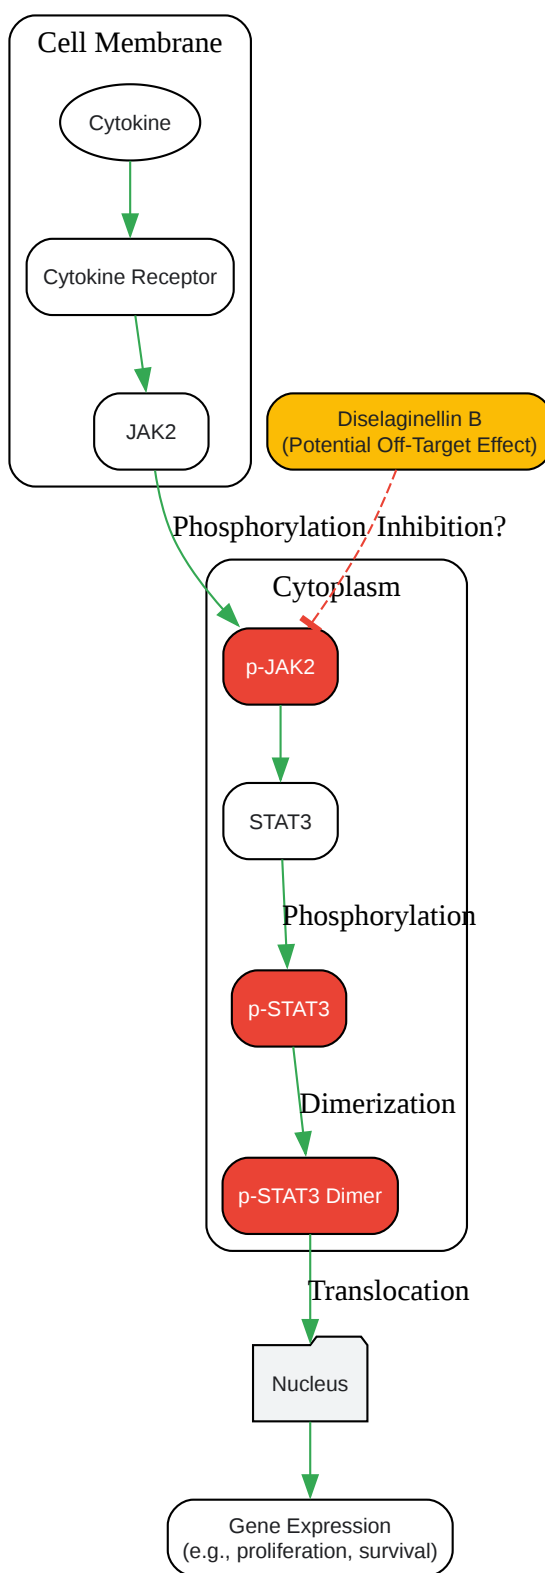 Cell Membrane
Cytokine
Cytokine Receptor
JAK2
Diselaginellin B
(Potential Off-Target Effect)
Phosphorylation
Inhibition?
Cytoplasm
p-JAK2
STAT3
Phosphorylation
p-STAT3
Dimerization
p-STAT3 Dimer
Translocation
Nucleus
Gene Expression
(e.g., proliferation, survival)